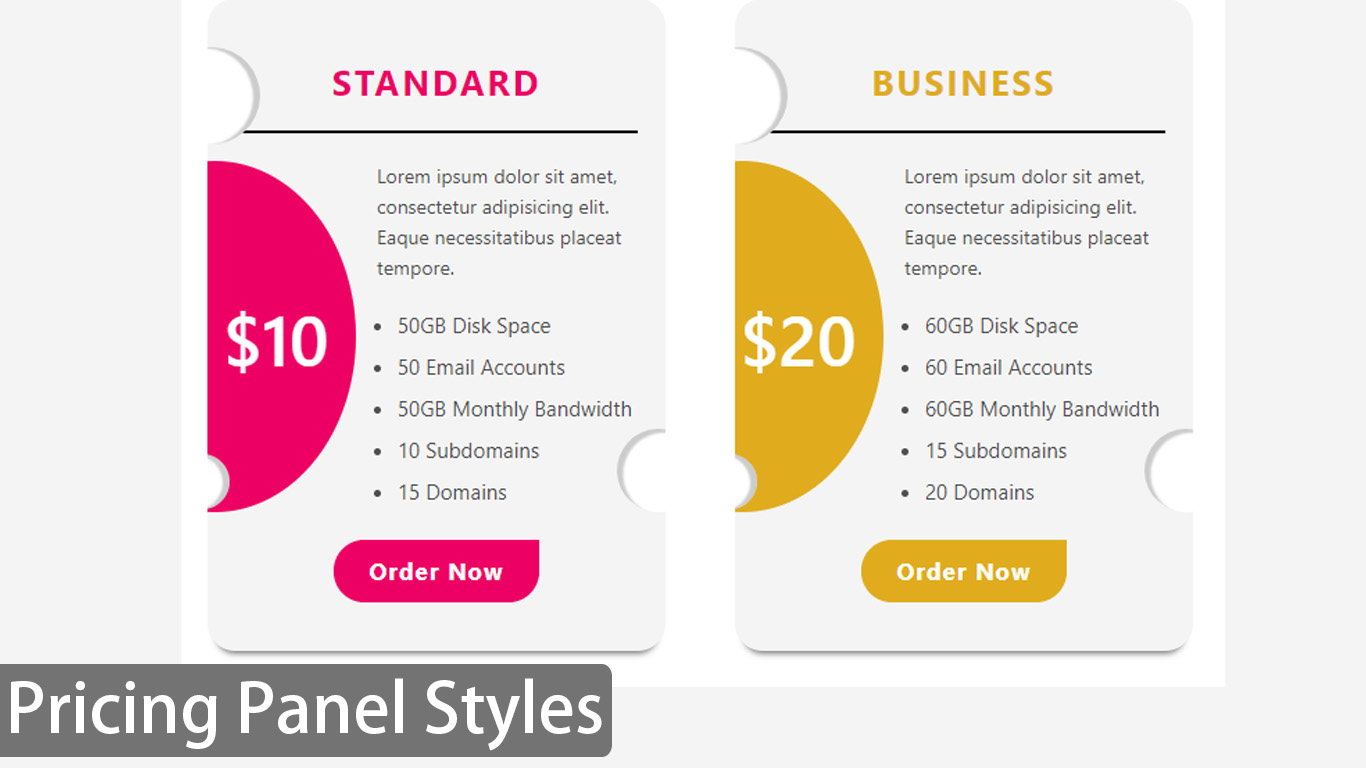 STANDARD
Lorem ipsum dolor sit amet,
consectetur adipisicing elit.
Eaque necessitatibus placeat
tempore.
$10
50GB Disk Space
50 Email Accounts
50GB Monthly Bandwidth
10 Subdomains
15 Domains
Order Now
BUSINESS
Lorem ipsum dolor sit amet,
consectetur adipisicing elit.
Eaque necessitatibus placeat
tempore.
$20
60GB Disk Space
60 Email Accounts
60GB Monthly Bandwidth
15 Subdomains
20 Domains
Order Now
Pricing Panel Styles